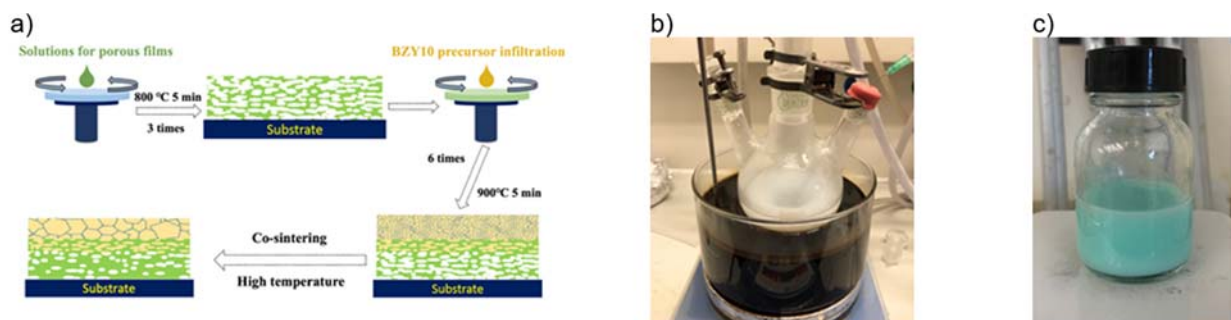 a)
b)
c)
Solutions for porous films
BZY10 precursor infiltration
800 °C 5 min
3 times
Substrate
6 times
900°C 5 min
Co-sintering
High temperature
Substrate
Substrate